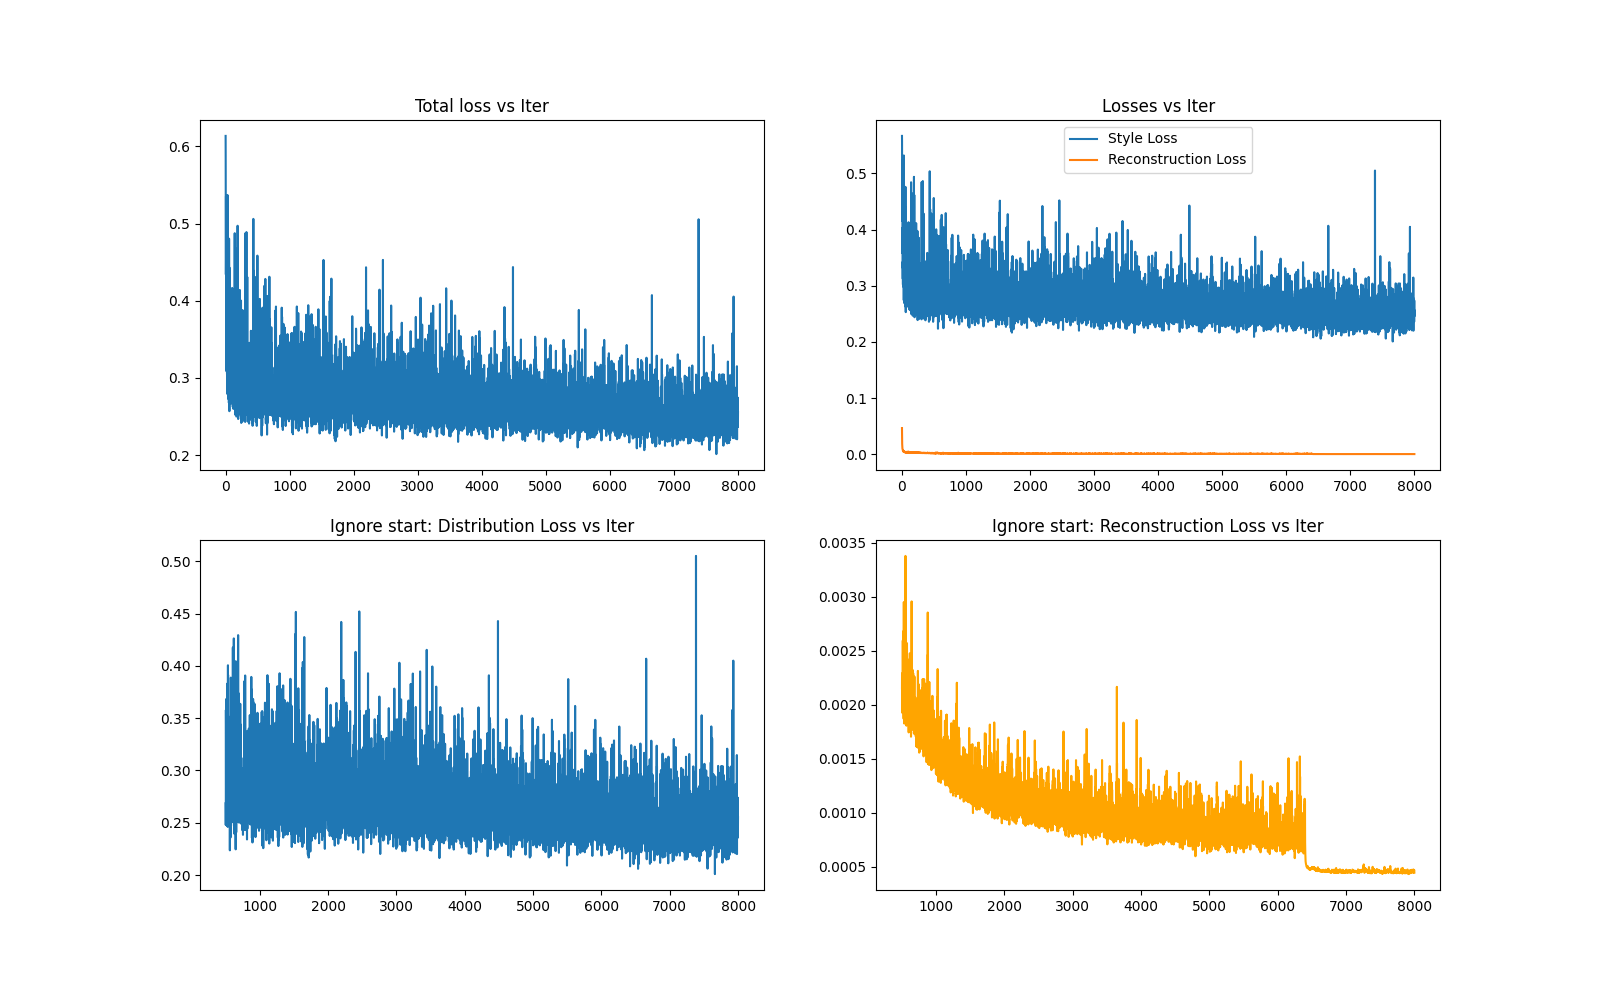 Total loss vs Iter
0.6
0.5
0.4
0.3
0.2
0 1000 2000 3000 4000 5000 6000 7000 8000
Losses vs Iter
Style Loss
Reconstruction Loss
0.5
0.4
0.3
0.2
0.1
0.0
0 1000 2000 3000 4000 5000 6000 7000 8000
Ignore start: Distribution Loss vs Iter
0.50
0.45
0.40
0.35
0.30
0.25
0.20
1000 2000 3000 4000 5000 6000 7000 8000
Ignore start: Reconstruction Loss vs Iter
0.0035
0.0030
0.0025
0.0020
0.0015
0.0010
0.0005
1000 2000 3000 4000 5000 6000 7000 8000